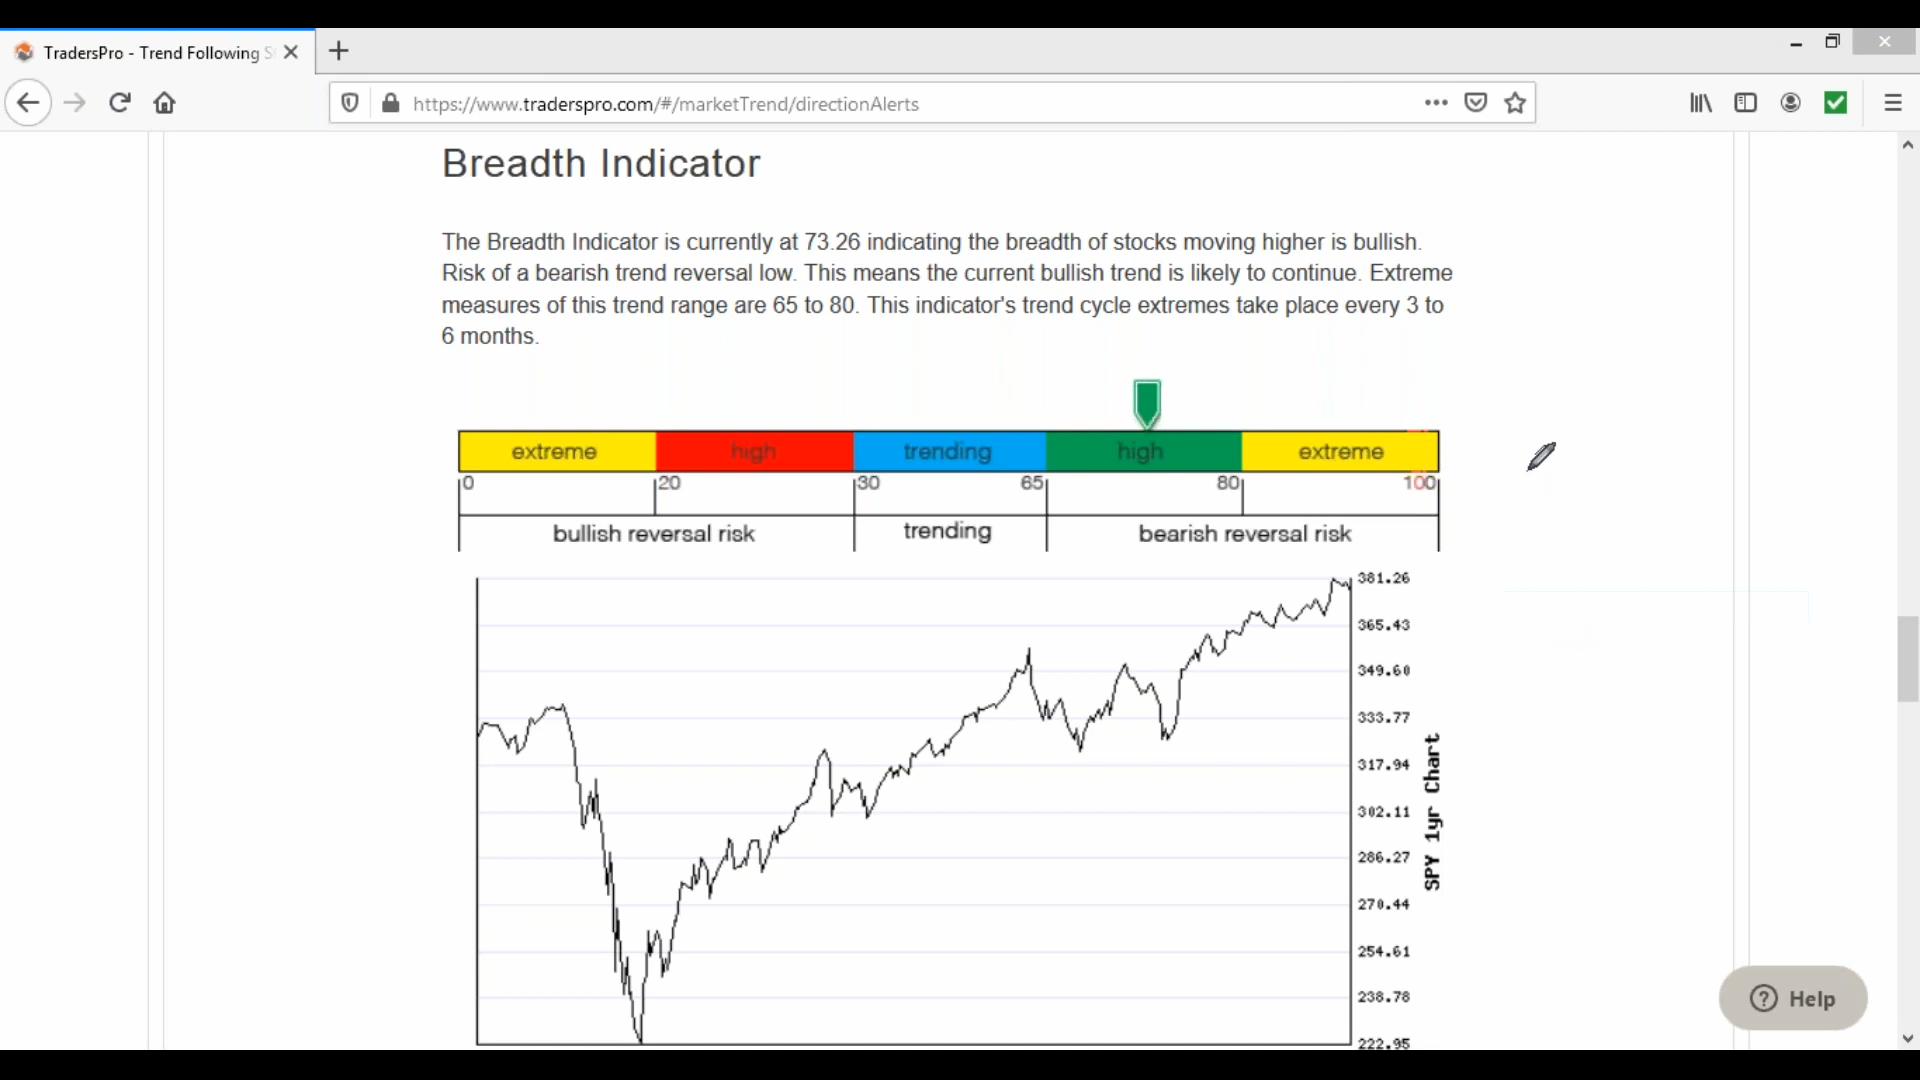 TradersPro - Trend Following S
https://www.traderspro.com/#/marketTrend/directionAlerts
Breadth Indicator
The Breadth Indicator is currently at 73.26 indicating the breadth of stocks moving higher is bullish.
Risk of a bearish trend reversal low. This means the current bullish trend is likely to continue. Extreme
measures of this trend range are 65 to 80. This indicator's trend cycle extremes take place every 3 to
6 months.
extreme high trending high extreme
0 20 30 65 80 100
bullish reversal risk trending bearish reversal risk
381.26
365.43
349.60
333.77
317.94
302.11
286.27
270.44
254.61
238.78
222.95
SPY 1yr Chart
Help